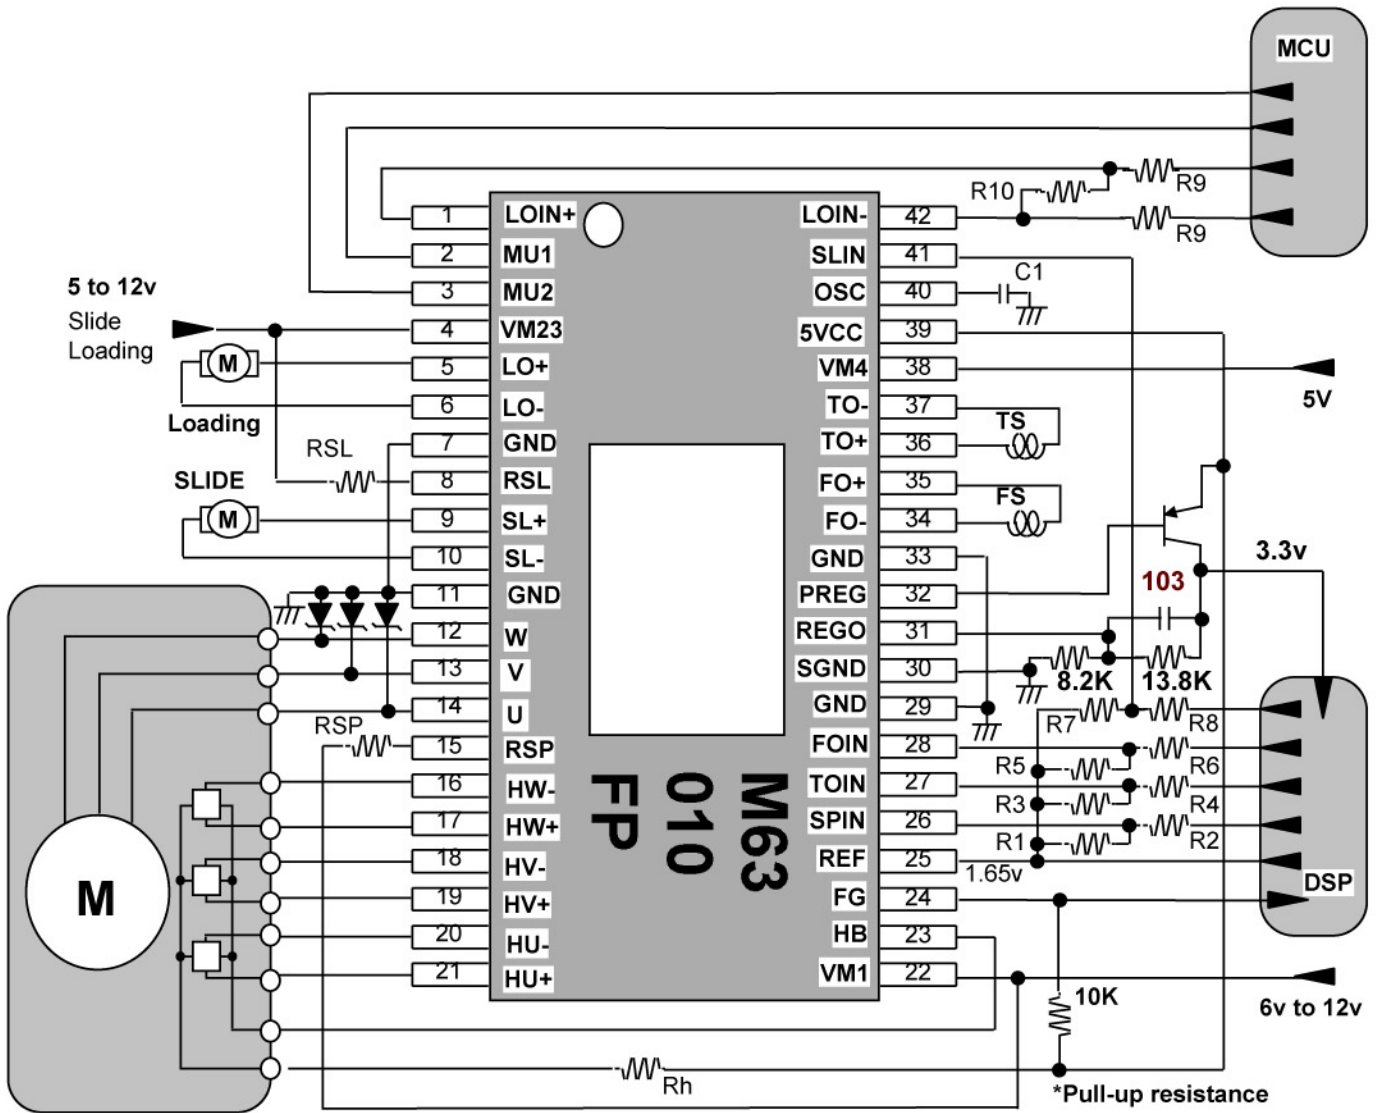 MCU
R10
R9
R9
1 LOIN+
LOIN- 42
2 MU1
SLIN 41
3 MU2
OSC 40
C1
5 to 12v
Slide
Loading
4 VM23
5VCC 39
M
5 LO+
VM4 38
5V
Loading
6 LO-
TO- 37
TS
7 GND
TO+ 36
RSL
8 RSL
FO+ 35
FS
SLIDE
M
9 SL+
FO- 34
10 SL-
GND 33
3.3v
11 GND
PREG 32
103
12 W
REGO 31
13 V
SGND 30
8.2K
13.8K
14 U
GND 29
R7
R8
RSP
15 RSP
FOIN 28
R5
R6
16 HW-
TOIN 27
R3
R4
17 HW+
SPIN 26
R1
R2
18 HV-
REF 25
1.65v
DSP
19 HV+
FG 24
20 HU-
HB 23
21 HU+
VM1 22
M63
010
FP
M
10K
6v to 12v
Rh
*Pull-up resistance